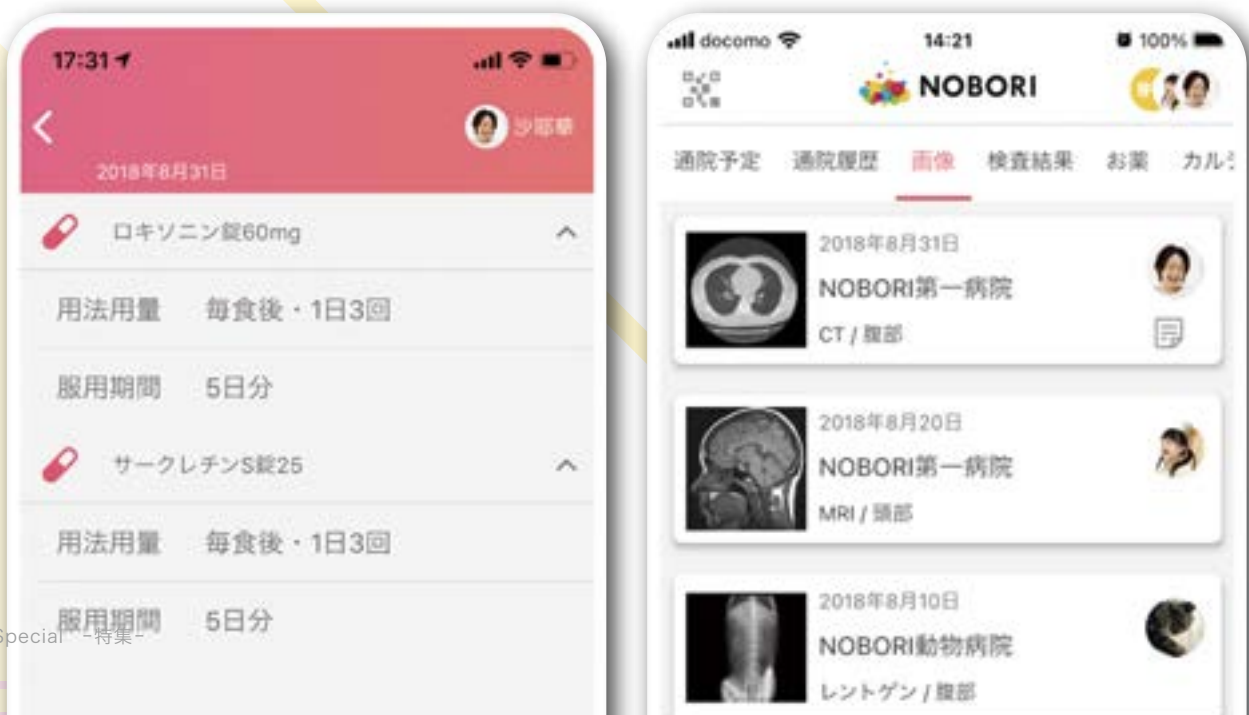 17:31
沙耶華
2018年8月31日
ロキソニン錠60mg
用法用量 毎食後・1日3回
服用期間 5日分
サークレチンS錠25
用法用量 毎食後・1日3回
服用期間 5日分
Special -特集-
docomo 14:21 100%
NOBORI
通院予定 通院履歴 画像 検査結果 お薬 カル
2018年8月31日
NOBORI第一病院
CT / 腹部
2018年8月20日
NOBORI第一病院
MRI / 頭部
2018年8月10日
NOBORI動物病院
レントゲン / 腹部